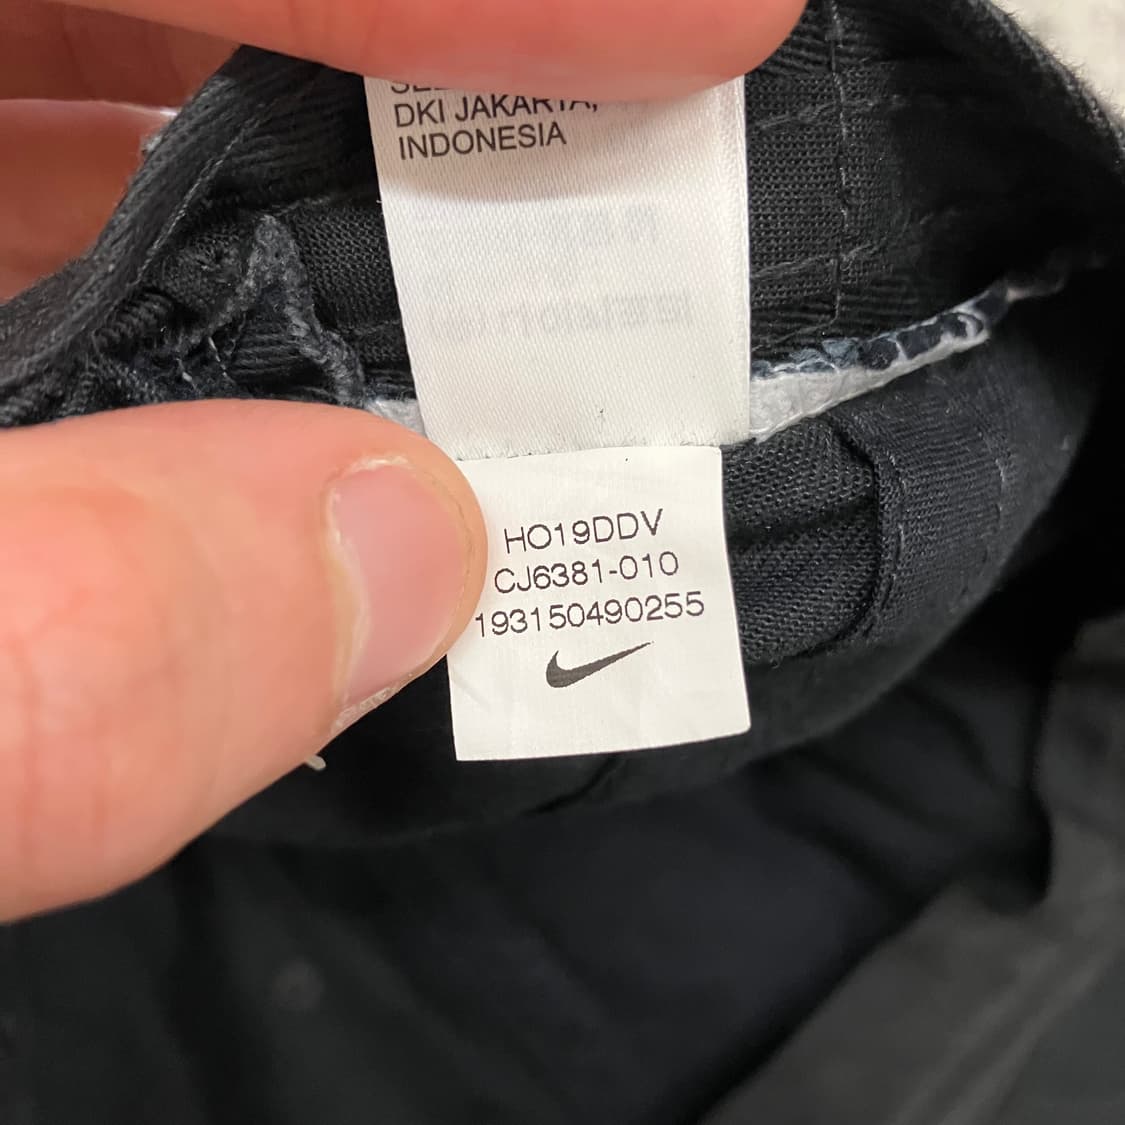 DKI JAKARTA,
INDONESIA
HO19DDV
CJ6381-010
193150490255